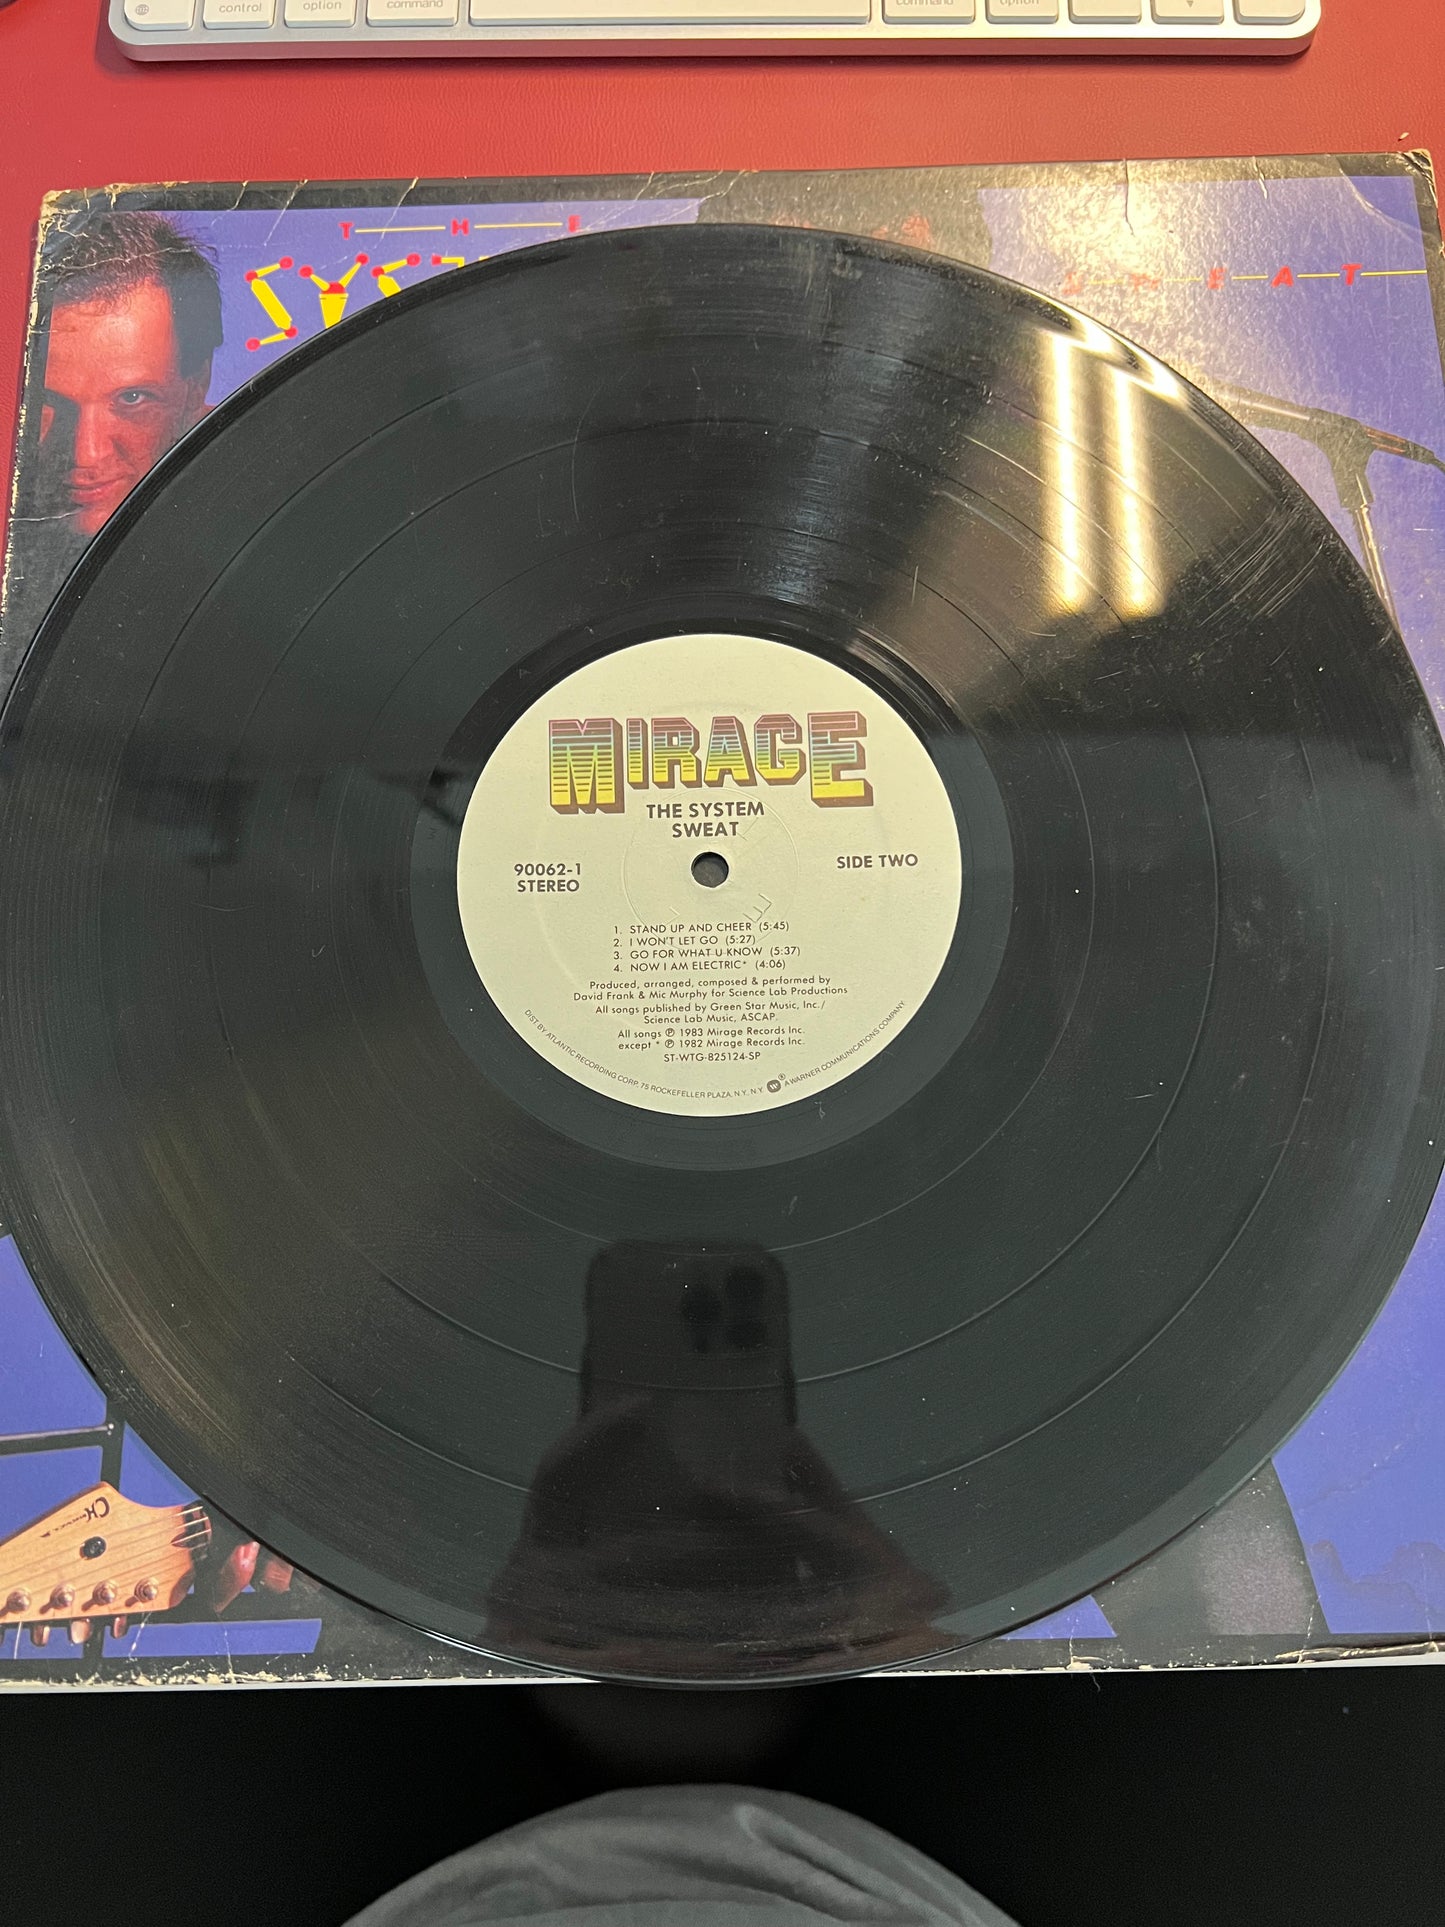 control
option
command
command
option
THE
SYS
SWEAT
MIRAGE
THE SYSTEM
SWEAT
90062-1
STEREO
SIDE TWO
1. STAND UP AND CHEER (5:45)
2. I WON'T LET GO (5:27)
3. GO FOR WHAT U KNOW (5:37)
4. NOW I AM ELECTRIC* (4:06)
Produced, arranged, composed & performed by
David Frank & Mic Murphy for Science Lab Productions
All songs published by Green Star Music, Inc./
Science Lab Music, ASCAP.
All songs ℗ 1983 Mirage Records Inc.
except * ℗ 1982 Mirage Records Inc.
ST-WTG-825124-SP
DIST. BY ATLANTIC RECORDING CORP. 75 ROCKEFELLER PLAZA, N.Y., N.Y. ® A WARNER COMMUNICATIONS COMPANY